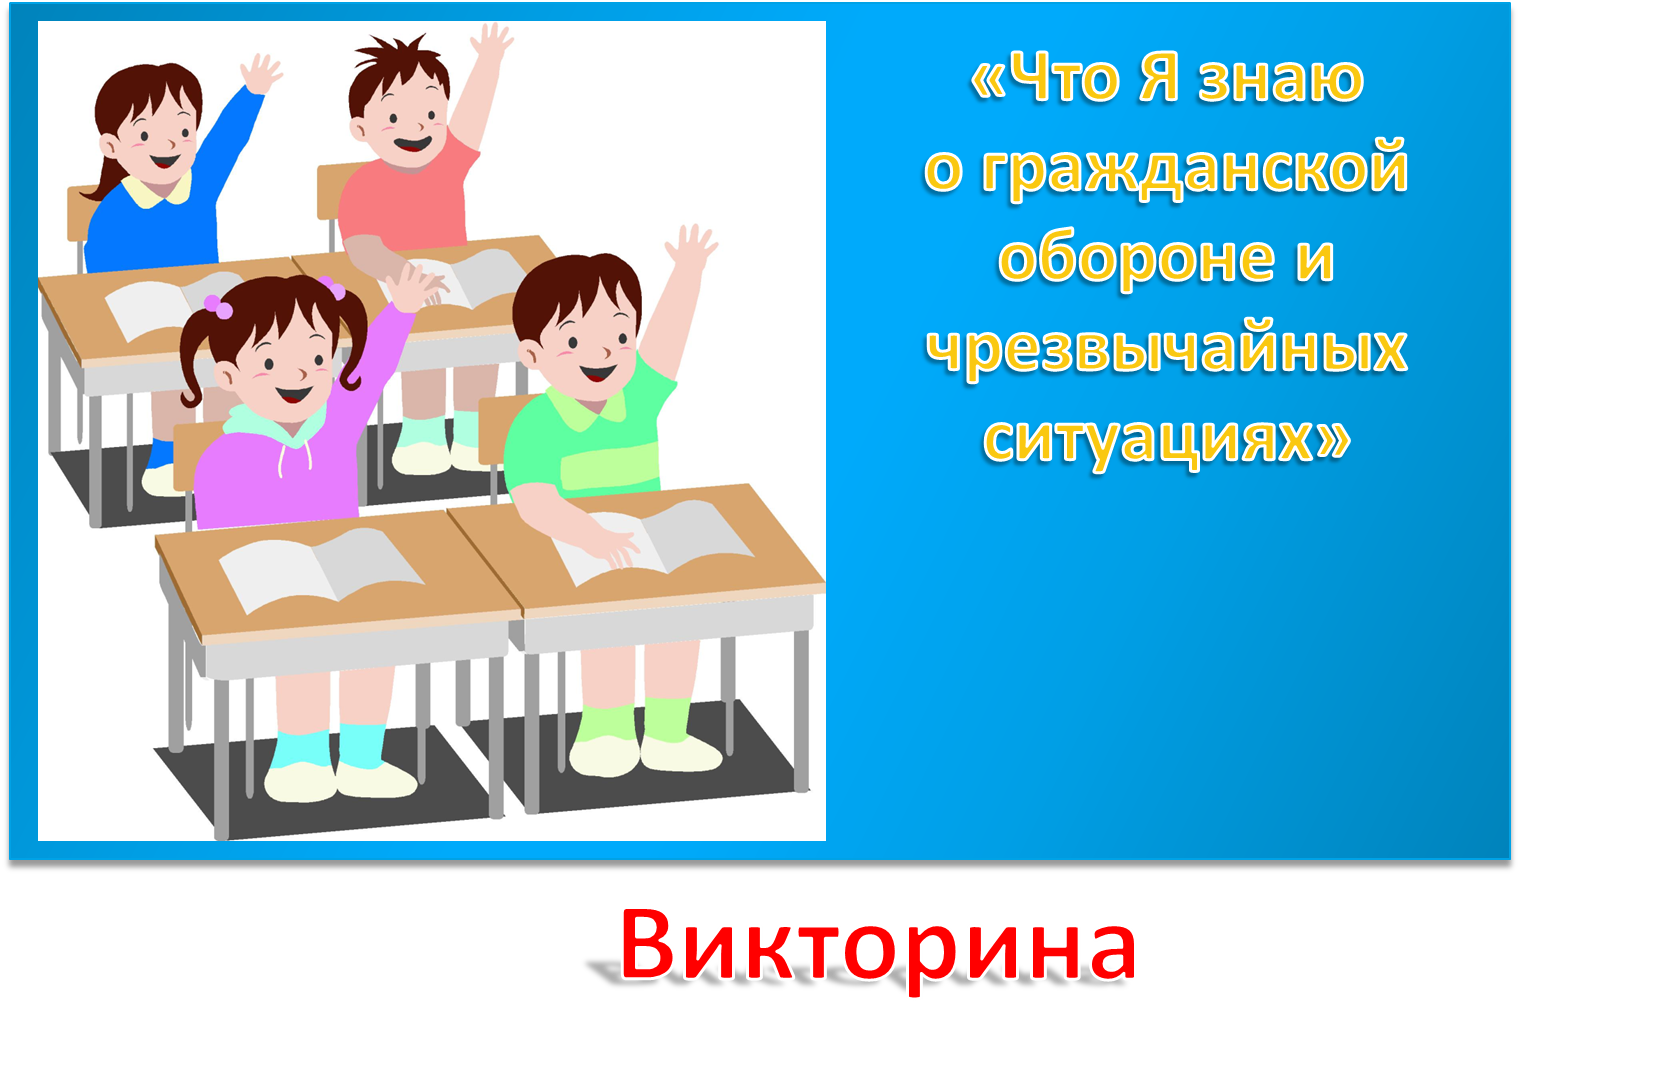 «Что Я знаю
о гражданской
обороне и
чрезвычайных
ситуациях»
Викторина